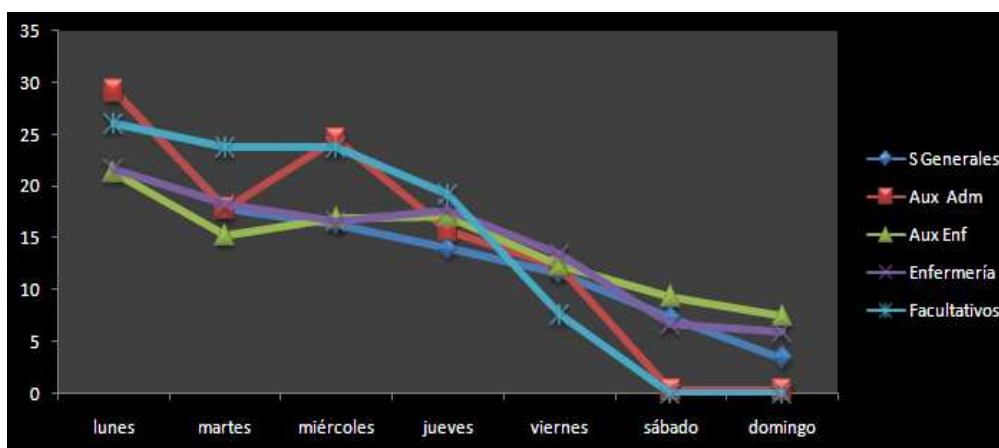 35
30
25
20
15
10
5
0
lunes martes miércoles jueves viernes sábado domingo
S Generales
Aux Adm
Aux Enf
Enfermería
Facultativos